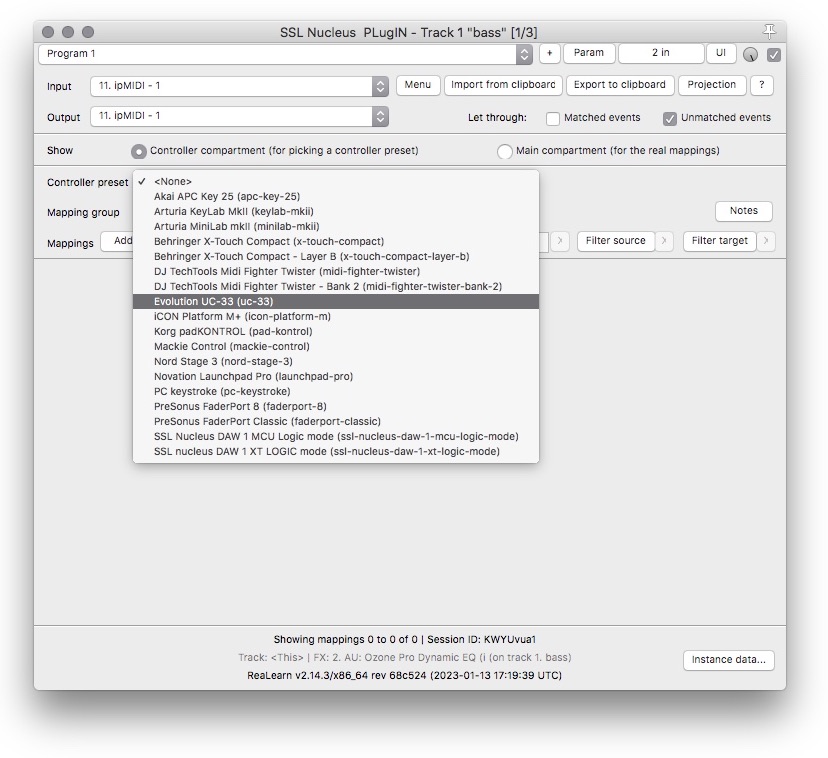 SSL Nucleus  PLugIN - Track 1 "bass" [1/3]
Program 1 + Param 2 in UI
Input 11. ipMIDI - 1 Menu Import from clipboard Export to clipboard Projection ?
Output 11. ipMIDI - 1 Let through: Matched events Unmatched events
Show Controller compartment (for picking a controller preset) Main compartment (for the real mappings)
Controller preset ✓ <None>
Akai APC Key 25 (apc-key-25)
Arturia KeyLab MkII (keylab-mkii)
Mapping group Notes
Arturia MiniLab mkII (minilab-mkii)
Behringer X-Touch Compact (x-touch-compact)
Mappings Add > Filter source > Filter target >
Behringer X-Touch Compact - Layer B (x-touch-compact-layer-b)
DJ TechTools Midi Fighter Twister (midi-fighter-twister)
DJ TechTools Midi Fighter Twister - Bank 2 (midi-fighter-twister-bank-2)
Evolution UC-33 (uc-33)
iCON Platform M+ (icon-platform-m)
Korg padKONTROL (pad-kontrol)
Mackie Control (mackie-control)
Nord Stage 3 (nord-stage-3)
Novation Launchpad Pro (launchpad-pro)
PC keystroke (pc-keystroke)
PreSonus FaderPort 8 (faderport-8)
PreSonus FaderPort Classic (faderport-classic)
SSL Nucleus DAW 1 MCU Logic mode (ssl-nucleus-daw-1-mcu-logic-mode)
SSL nucleus DAW 1 XT LOGIC mode (ssl-nucleus-daw-1-xt-logic-mode)
Showing mappings 0 to 0 of 0 | Session ID: KWYUvua1
Track: <This> | FX: 2. AU: Ozone Pro Dynamic EQ (i (on track 1. bass)
Instance data...
ReaLearn v2.14.3/x86_64 rev 68c524 (2023-01-13 17:19:39 UTC)